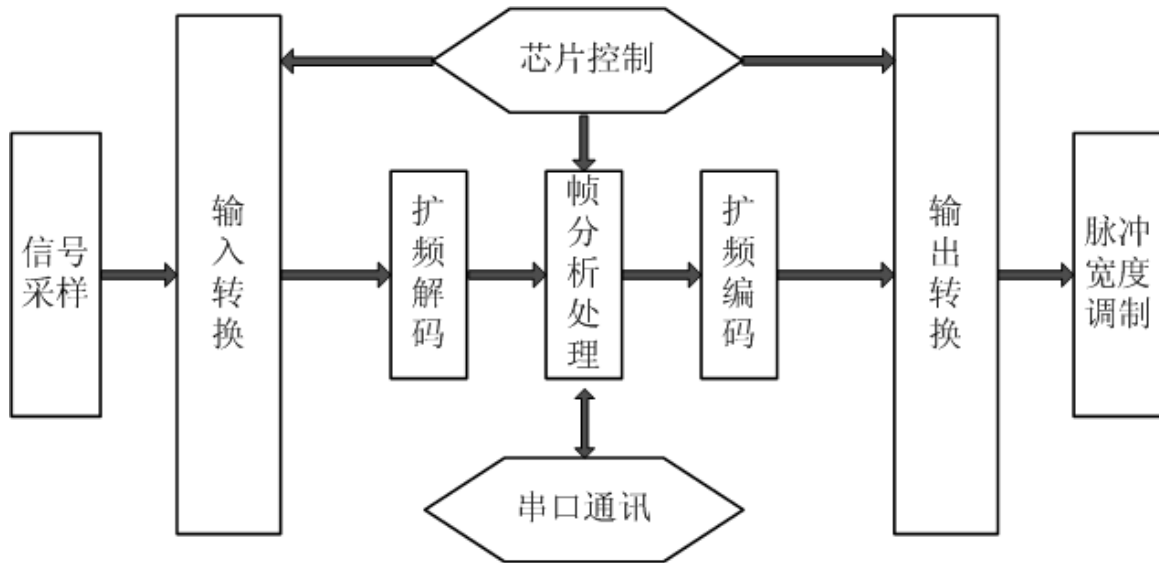 芯片控制
信号
采样
输入转换
扩频解码
帧分析处理
扩频编码
输出转换
脉冲
宽度
调制
串口通讯